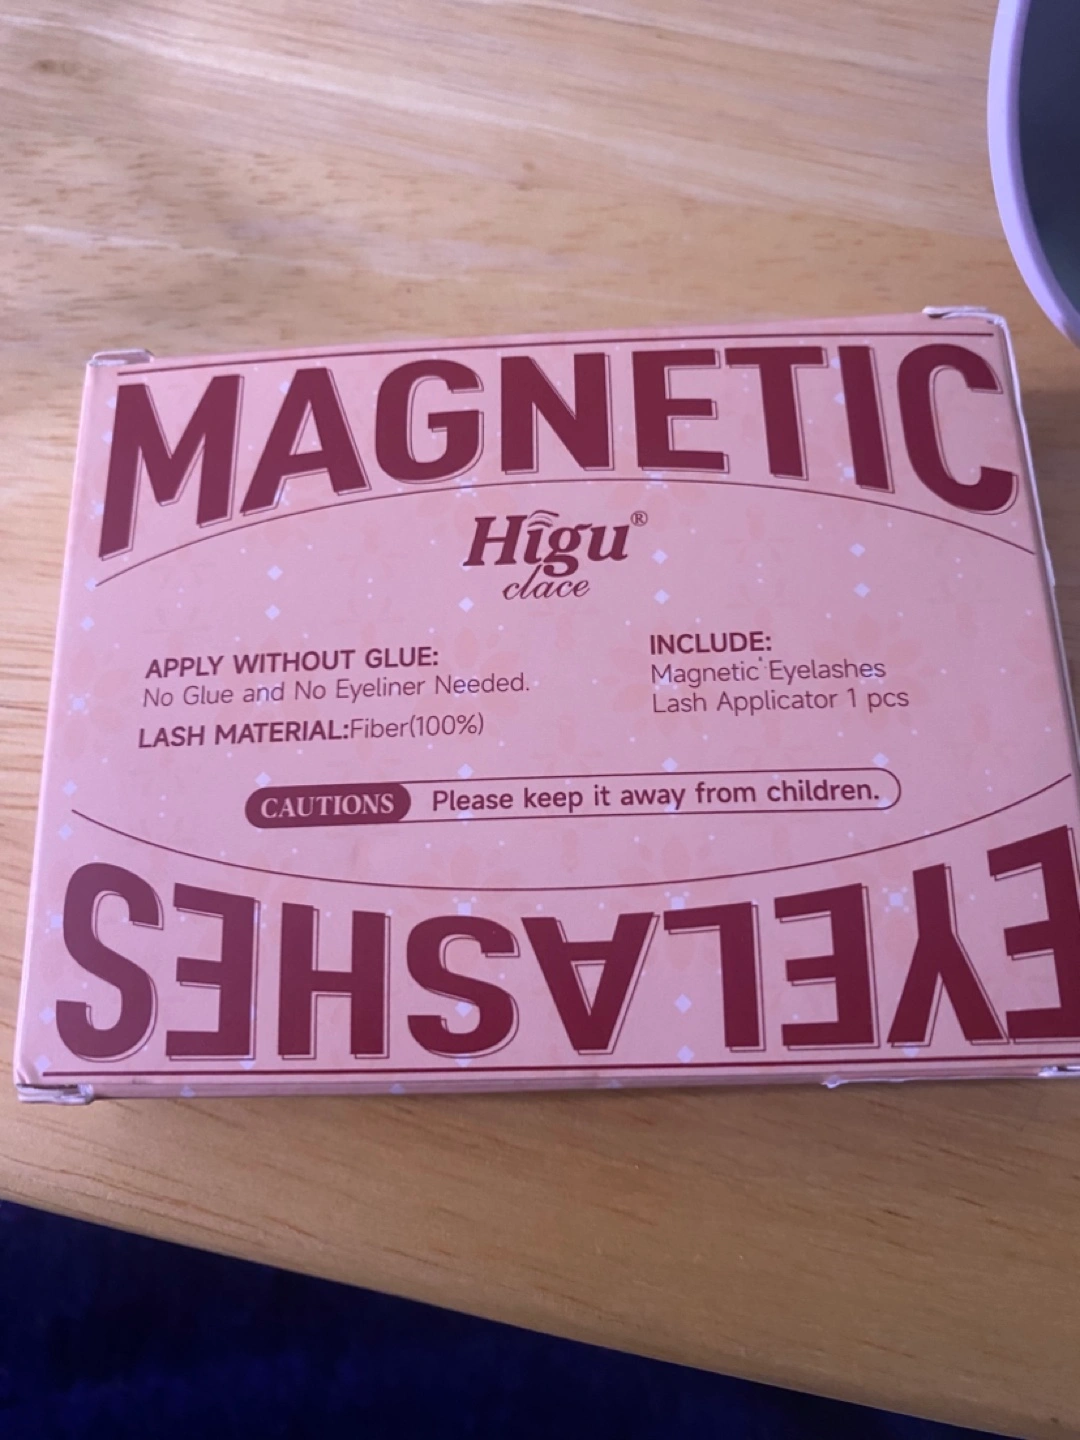 MAGNETIC
Higu®
clace
APPLY WITHOUT GLUE:
No Glue and No Eyeliner Needed.
LASH MATERIAL:Fiber(100%)
INCLUDE:
Magnetic Eyelashes
Lash Applicator 1 pcs
CAUTIONS Please keep it away from children.
EYELASHES